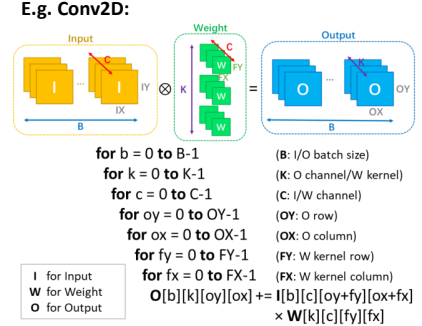 E.g. Conv2D:
Input
Weight
Output
C
I
...
I
IY
IX
B
⊗
C
W
FY
FX
K
W
W
=
O
...
K
O
OY
OX
B
for b = 0 to B-1 (B: I/O batch size)
for k = 0 to K-1 (K: O channel/W kernel)
for c = 0 to C-1 (C: I/W channel)
for oy = 0 to OY-1 (OY: O row)
for ox = 0 to OX-1 (OX: O column)
for fy = 0 to FY-1 (FY: W kernel row)
for fx = 0 to FX-1 (FX: W kernel column)
O[b][k][oy][ox] += I[b][c][oy+fy][ox+fx]
× W[k][c][fy][fx]
I for Input
W for Weight
O for Output